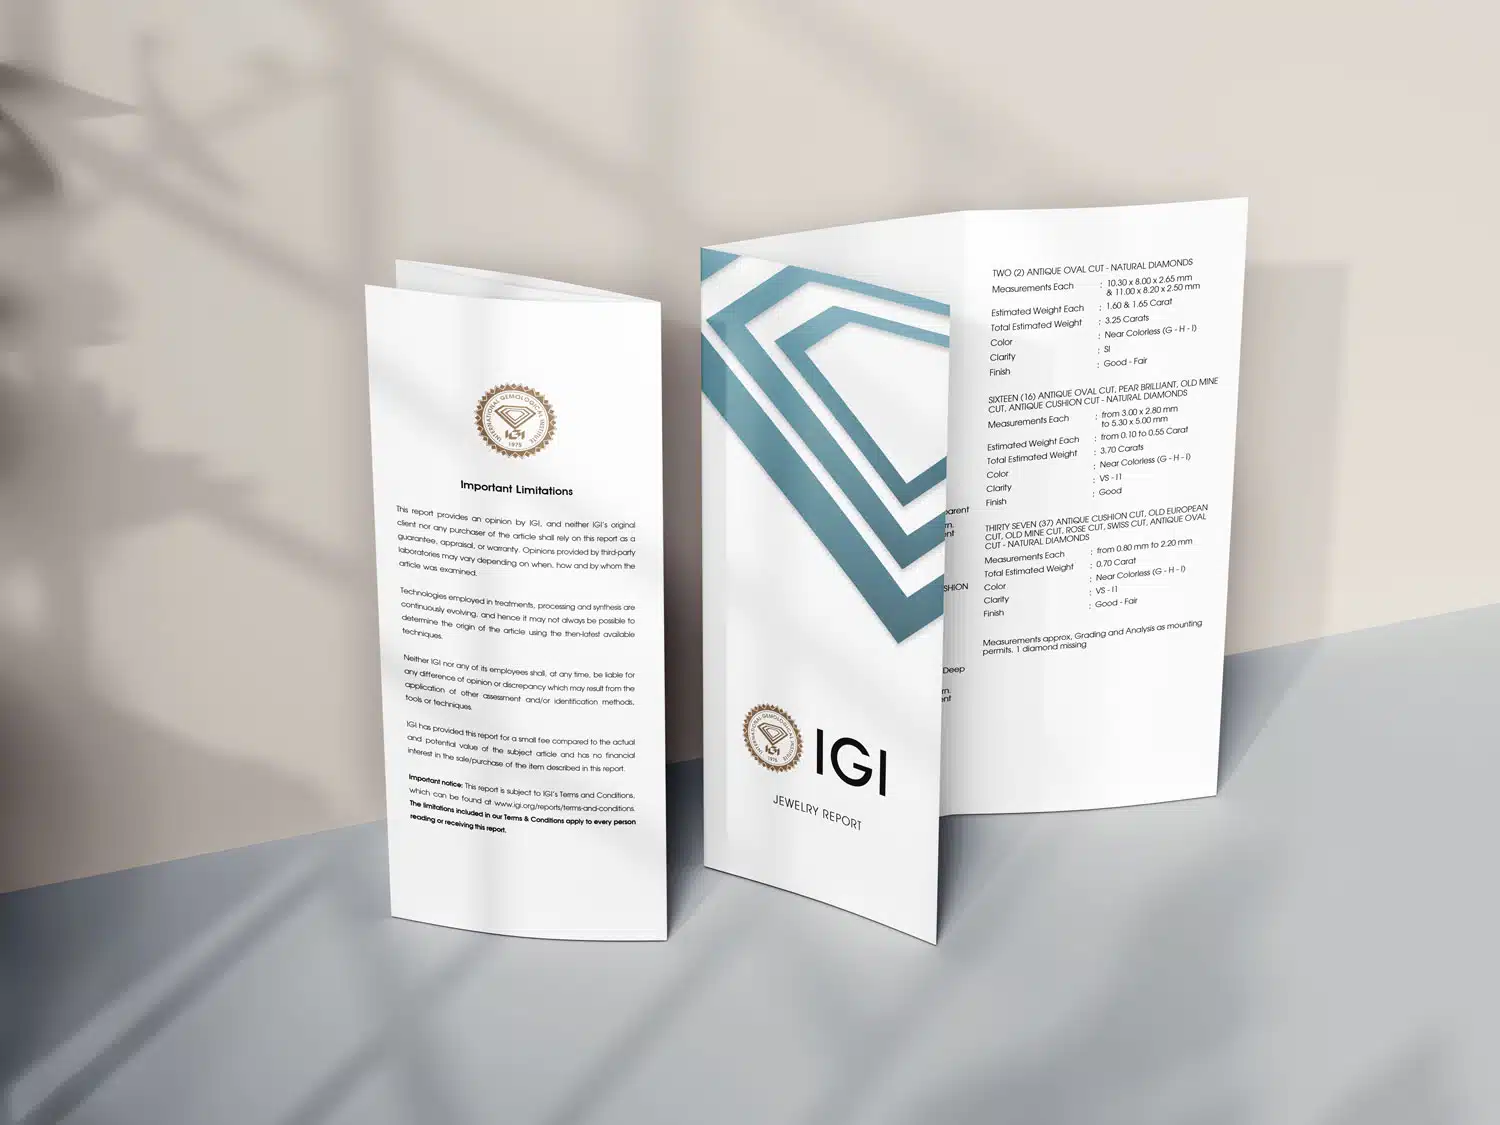 INTERNATIONAL GEMOLOGICAL INSTITUTE
IGI
1975
Important Limitations
This report provides an opinion by IGI, and neither IGI's original
client nor any purchaser of the article shall rely on this report as a
guarantee, appraisal, or warranty. Opinions provided by third-party
laboratories may vary depending on when, how and by whom the
article was examined.
Technologies employed in treatments, processing and synthesis are
continuously evolving, and hence it may not always be possible to
determine the origin of the article using the then-latest available
techniques.
Neither IGI nor any of its employees shall, at any time, be liable for
any difference of opinion or discrepancy which may result from the
application of other assessment and/or identification methods,
tools or techniques.
IGI has provided this report for a small fee compared to the actual
and potential value of the subject article and has no financial
interest in the sale/purchase of the item described in this report.
Important notice: This report is subject to IGI's Terms and Conditions,
which can be found at www.igi.org/reports/terms-and-conditions.
The limitations included in our Terms & Conditions apply to every person
reading or receiving this report.
INTERNATIONAL GEMOLOGICAL INSTITUTE
IGI
1975
IGI
JEWELRY REPORT
parent
rn.
nt
SHION
Deep
rn.
nt
TWO (2) ANTIQUE OVAL CUT - NATURAL DIAMONDS
Measurements Each : 10.30 x 8.00 x 2.65 mm
& 11.00 x 8.20 x 2.50 mm
Estimated Weight Each : 1.60 & 1.65 Carat
Total Estimated Weight : 3.25 Carats
Color : Near Colorless (G - H - I)
Clarity : SI
Finish : Good - Fair
SIXTEEN (16) ANTIQUE OVAL CUT, PEAR BRILLIANT, OLD MINE
CUT, ANTIQUE CUSHION CUT - NATURAL DIAMONDS
Measurements Each : from 3.00 x 2.80 mm
to 5.30 x 5.00 mm
Estimated Weight Each : from 0.10 to 0.55 Carat
Total Estimated Weight : 3.70 Carats
Color : Near Colorless (G - H - I)
Clarity : VS - I1
Finish : Good
THIRTY SEVEN (37) ANTIQUE CUSHION CUT, OLD EUROPEAN
CUT, OLD MINE CUT, ROSE CUT, SWISS CUT, ANTIQUE OVAL
CUT - NATURAL DIAMONDS
Measurements Each : from 0.80 mm to 2.20 mm
Total Estimated Weight : 0.70 Carat
Color : Near Colorless (G - H - I)
Clarity : VS - I1
Finish : Good - Fair
Measurements approx, Grading and Analysis as mounting
permits. 1 diamond missing